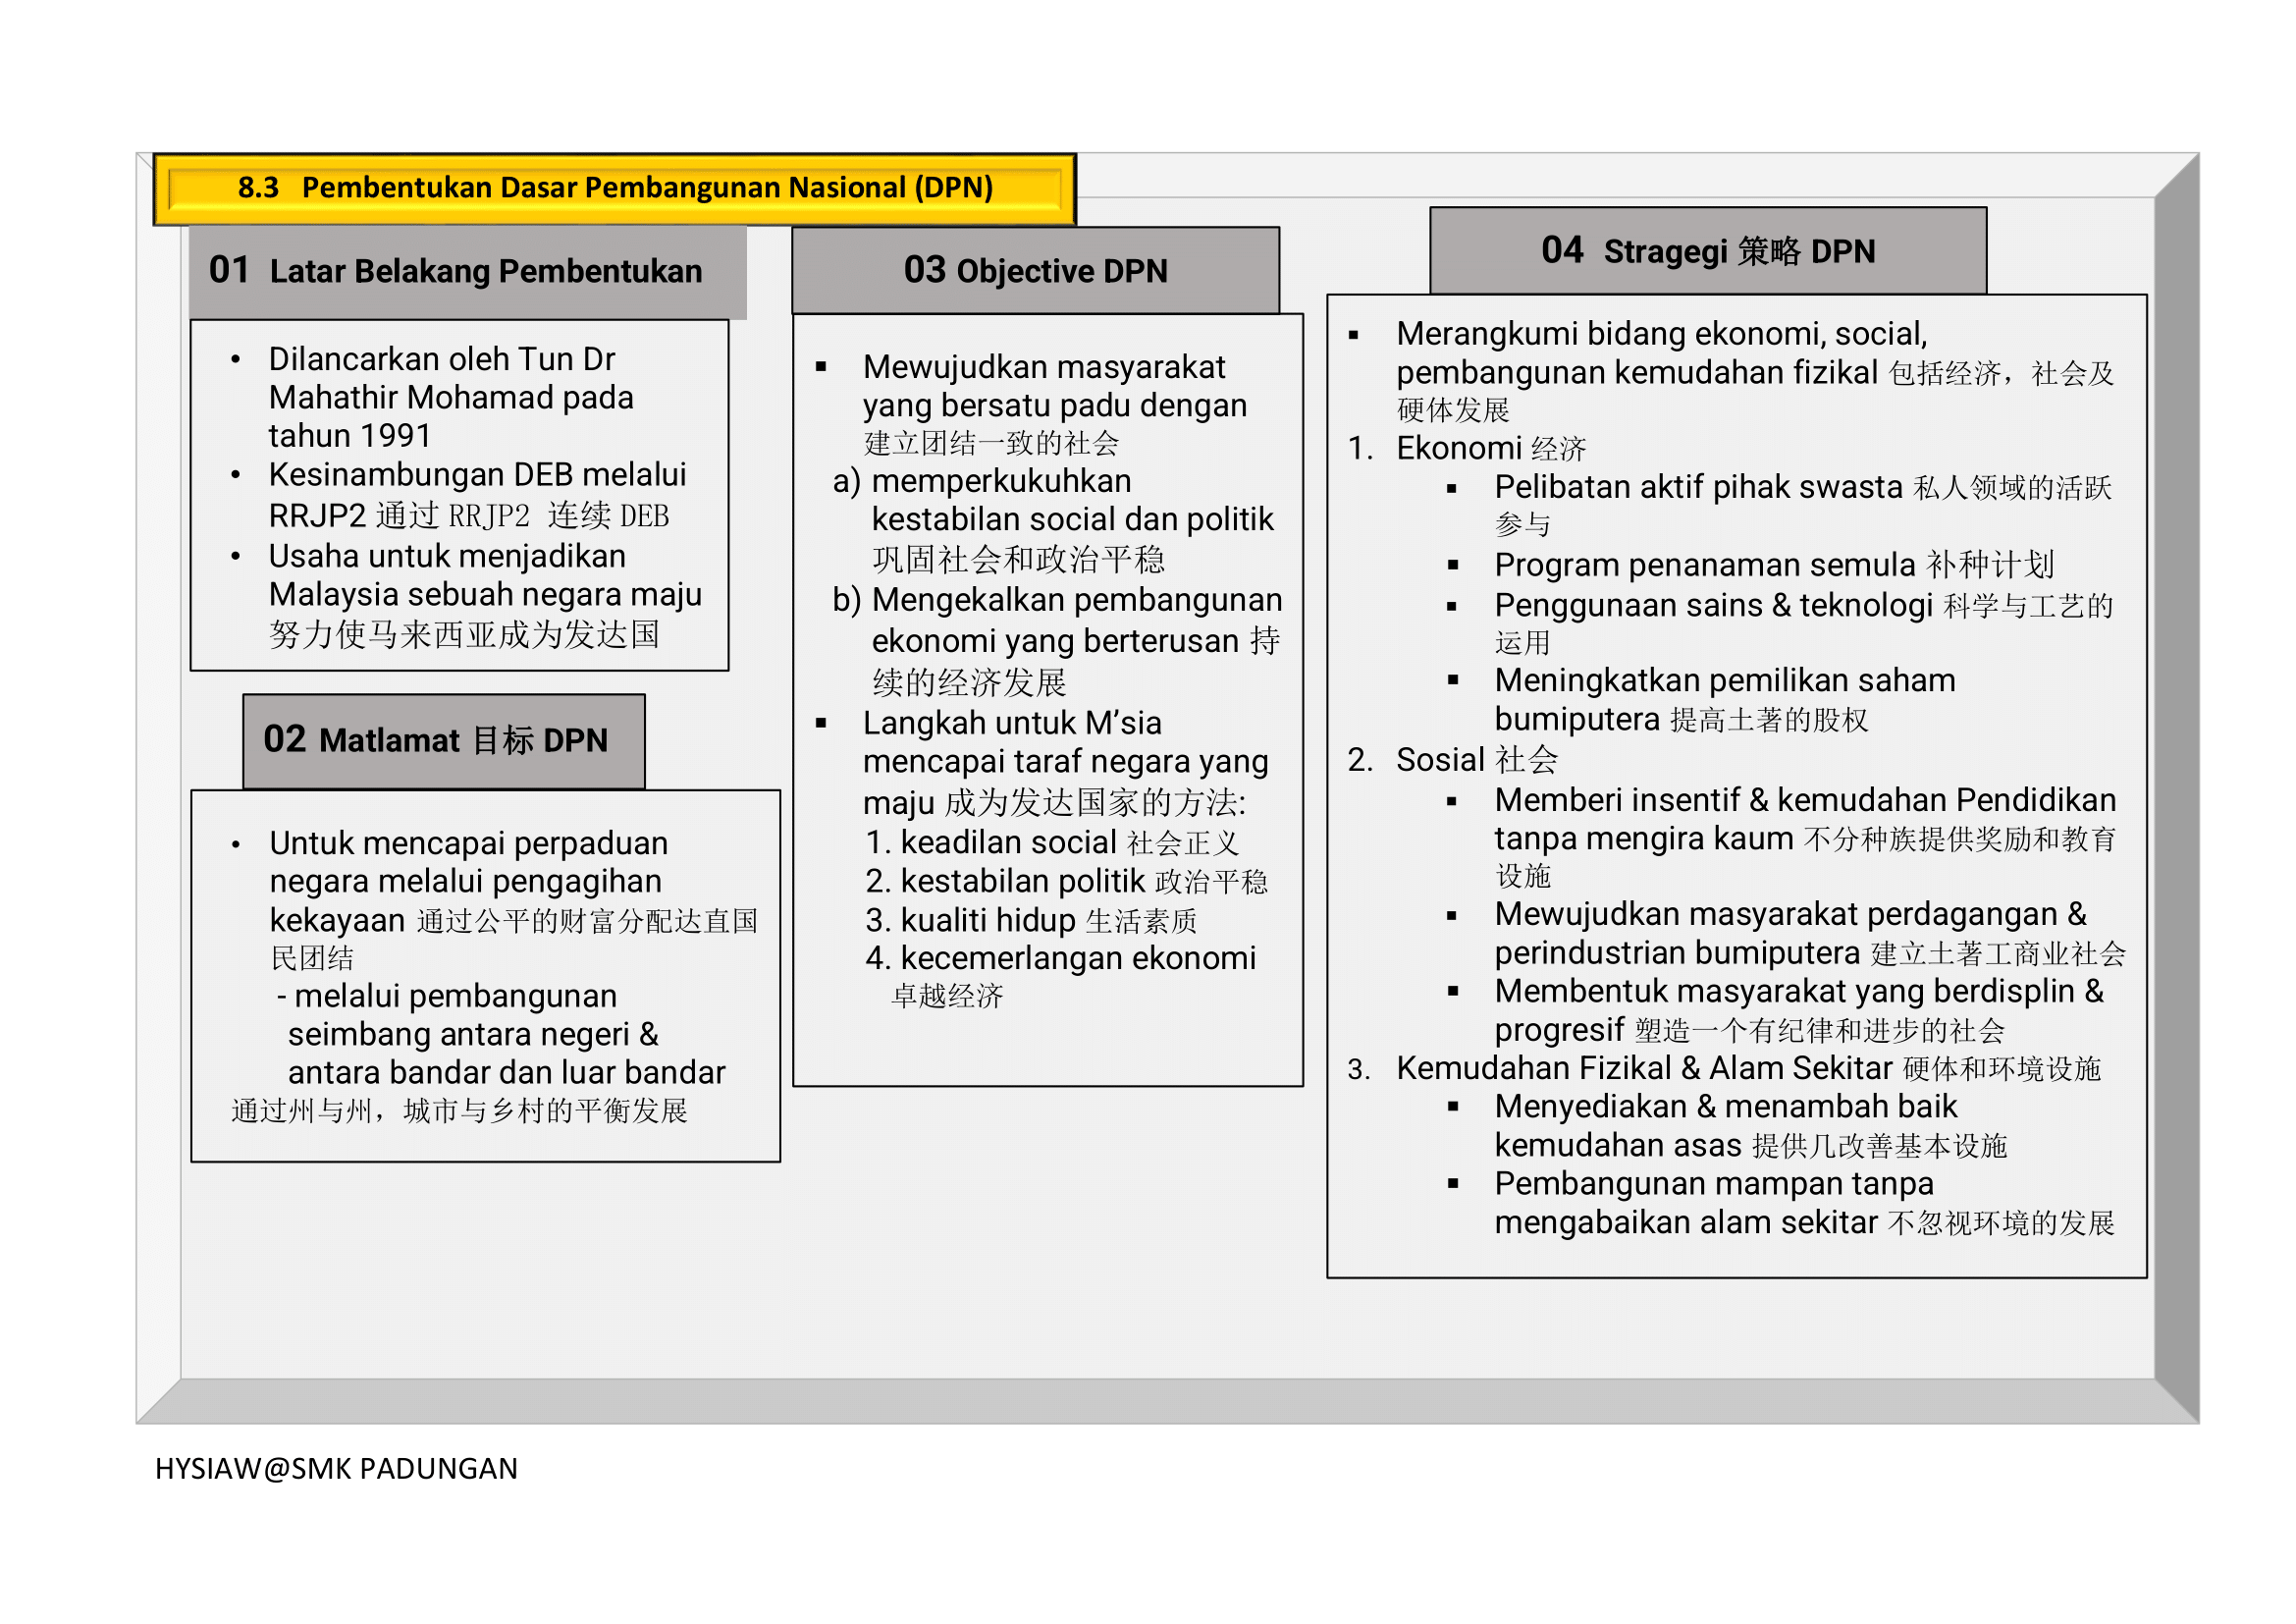 8.3 Pembentukan Dasar Pembangunan Nasional (DPN)
01 Latar Belakang Pembentukan
• Dilancarkan oleh Tun Dr
Mahathir Mohamad pada
tahun 1991
• Kesinambungan DEB melalui
RRJP2 通过 RRJP2 连续 DEB
• Usaha untuk menjadikan
Malaysia sebuah negara maju
努力使马来西亚成为发达国
02 Matlamat 目标 DPN
• Untuk mencapai perpaduan
negara melalui pengagihan
kekayaan 通过公平的财富分配达直国
民团结
- melalui pembangunan
seimbang antara negeri &
antara bandar dan luar bandar
通过州与州，城市与乡村的平衡发展
03 Objective DPN
▪ Mewujudkan masyarakat
yang bersatu padu dengan
建立团结一致的社会
a) memperkukuhkan
kestabilan social dan politik
巩固社会和政治平稳
b) Mengekalkan pembangunan
ekonomi yang berterusan 持
续的经济发展
▪ Langkah untuk M’sia
mencapai taraf negara yang
maju 成为发达国家的方法:
1. keadilan social 社会正义
2. kestabilan politik 政治平稳
3. kualiti hidup 生活素质
4. kecemerlangan ekonomi
卓越经济
04 Stragegi 策略 DPN
▪ Merangkumi bidang ekonomi, social,
pembangunan kemudahan fizikal 包括经济，社会及
硬体发展
1. Ekonomi 经济
▪ Pelibatan aktif pihak swasta 私人领域的活跃
参与
▪ Program penanaman semula 补种计划
▪ Penggunaan sains & teknologi 科学与工艺的
运用
▪ Meningkatkan pemilikan saham
bumiputera 提高土著的股权
2. Sosial 社会
▪ Memberi insentif & kemudahan Pendidikan
tanpa mengira kaum 不分种族提供奖励和教育
设施
▪ Mewujudkan masyarakat perdagangan &
perindustrian bumiputera 建立土著工商业社会
▪ Membentuk masyarakat yang berdisplin &
progresif 塑造一个有纪律和进步的社会
3. Kemudahan Fizikal & Alam Sekitar 硬体和环境设施
▪ Menyediakan & menambah baik
kemudahan asas 提供几改善基本设施
▪ Pembangunan mampan tanpa
mengabaikan alam sekitar 不忽视环境的发展
HYSIAW@SMK PADUNGAN